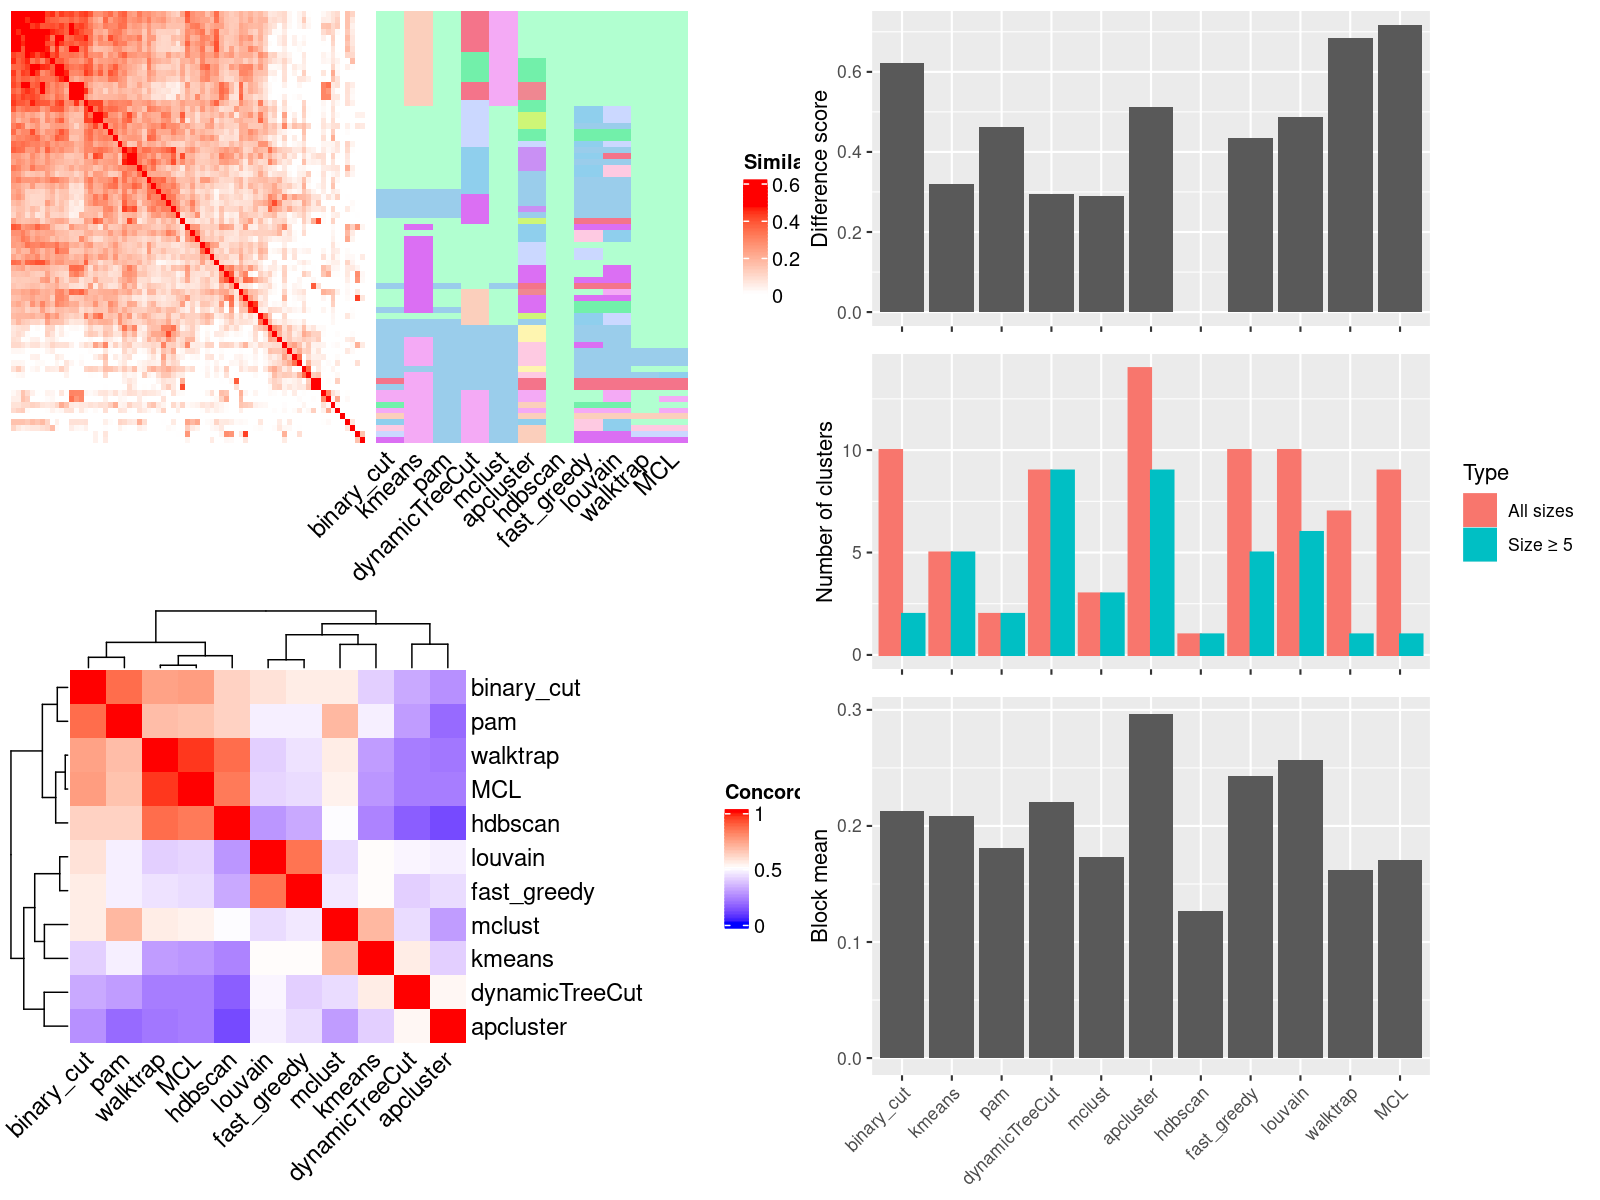 Simila
0.6
0.4
0.2
0
binary_cut
kmeans
pam
dynamicTreeCut
mclust
apcluster
hdbscan
fast_greedy
louvain
walktrap
MCL
binary_cut
pam
walktrap
MCL
hdbscan
louvain
fast_greedy
mclust
kmeans
dynamicTreeCut
apcluster
Concord
1
0.5
0
binary_cut
pam
walktrap
MCL
hdbscan
louvain
fast_greedy
mclust
kmeans
dynamicTreeCut
apcluster
Difference score
0.6
0.4
0.2
0.0
Number of clusters
10
5
0
Type
All sizes
Size ≥ 5
Block mean
0.3
0.2
0.1
0.0
binary_cut
kmeans
pam
dynamicTreeCut
mclust
apcluster
hdbscan
fast_greedy
louvain
walktrap
MCL